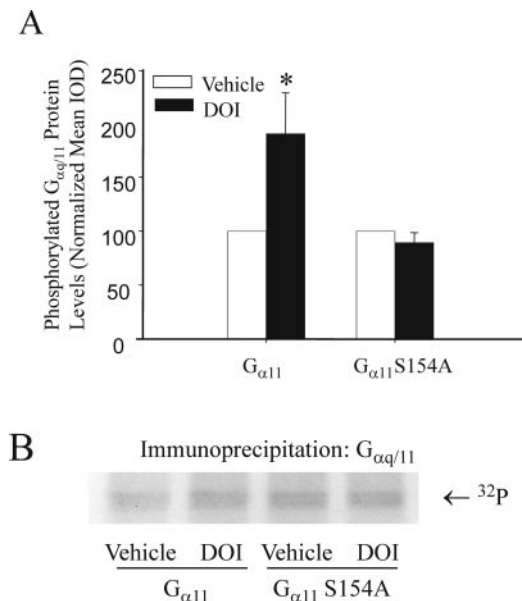 A
Phosphorylated Gαq/11 Protein
Levels (Normalized Mean IOD)
250
200
150
100
50
0
Vehicle
DOI
*
Gα11
Gα11S154A
B
Immunoprecipitation: Gαq/11
← 32P
Vehicle DOI Vehicle DOI
Gα11 Gα11 S154A